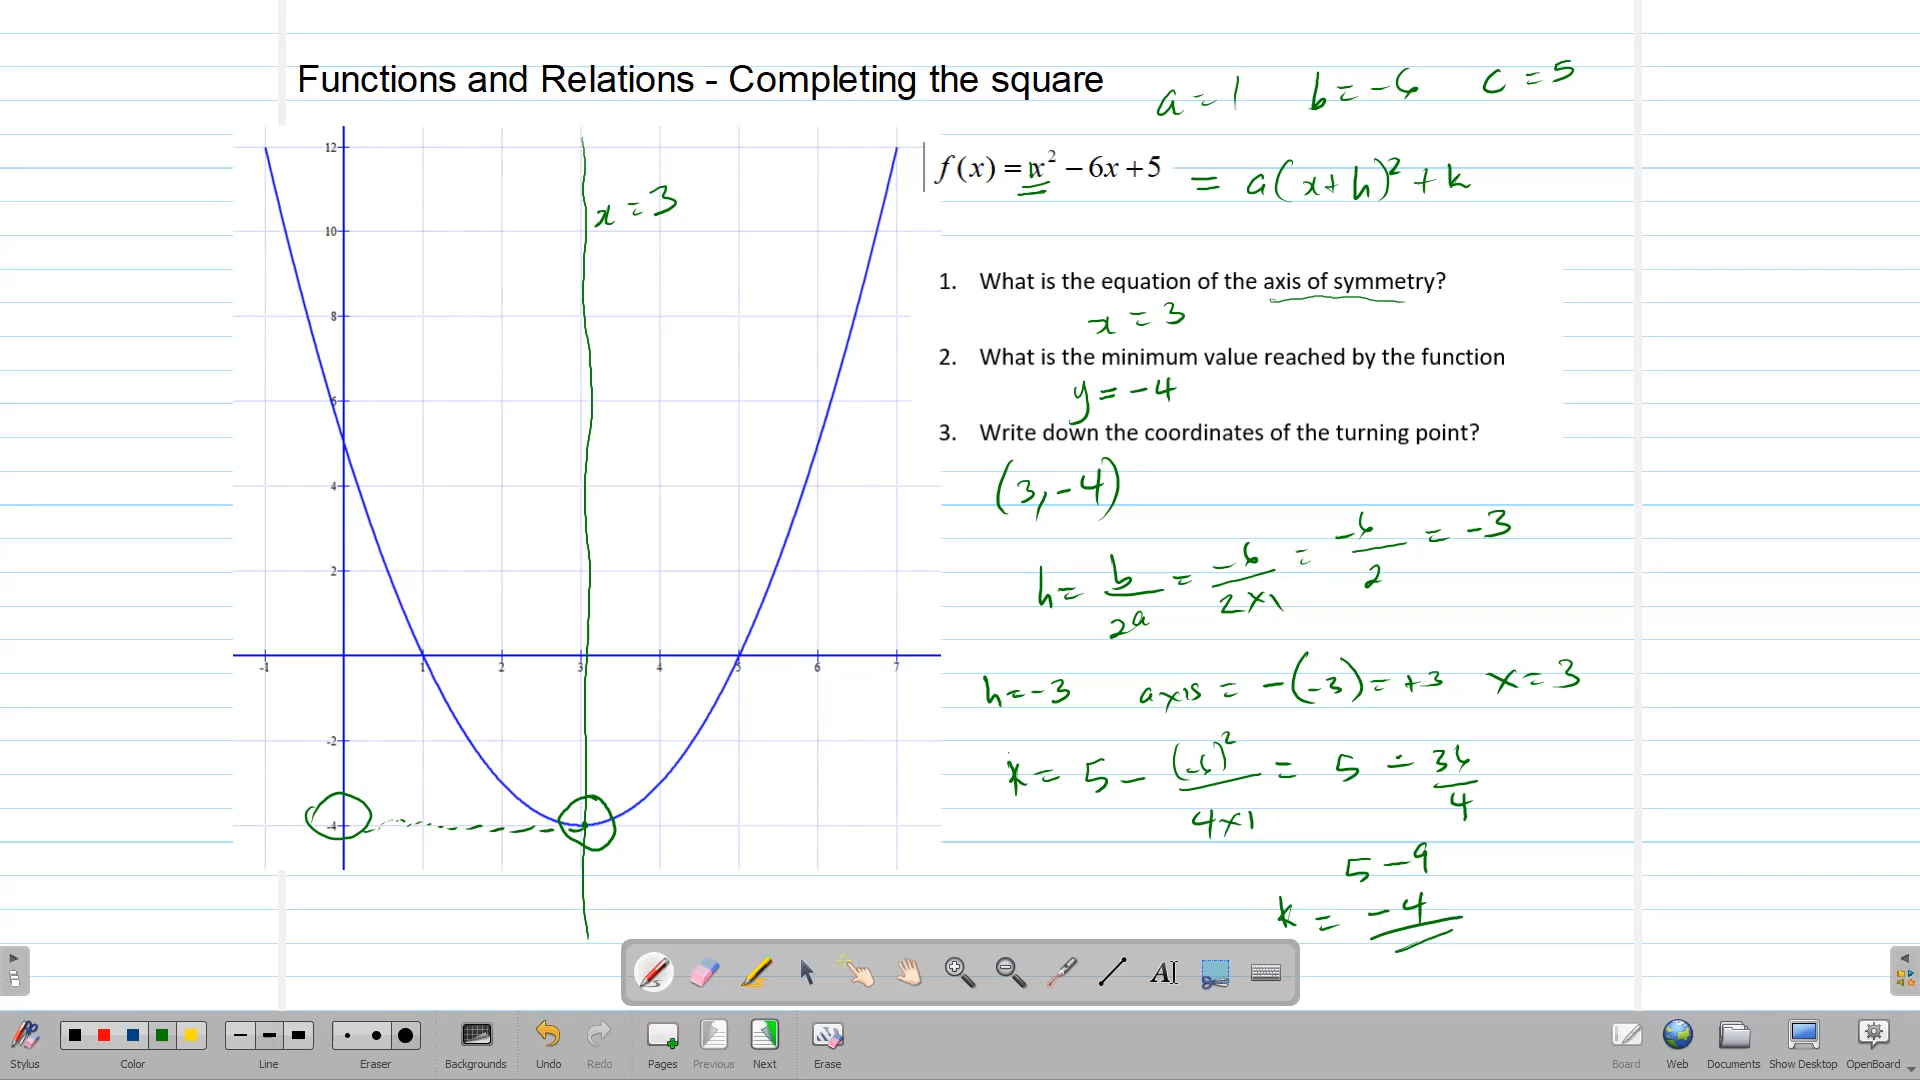 Functions and Relations - Completing the square
a = 1 b = -6 c = 5
f(x) = 1x² − 6x + 5 = a(x + h)² + k
x = 3
1. What is the equation of the axis of symmetry?
x = 3
2. What is the minimum value reached by the function
y = -4
3. Write down the coordinates of the turning point?
(3, -4)
h = b/2a = -6/2×1 = -6/2 = -3
h = -3 axis = -(-3) = +3 x = 3
k = 5 - (-6)²/4×1 = 5 - 36/4
5 - 9
k = -4
12
10
8
6
4
2
-1 1 2 3 4 5 6 7
-2
-4
Stylus Color Line Eraser Backgrounds Undo Redo Pages Previous Next Erase Board Web Documents Show Desktop OpenBoard